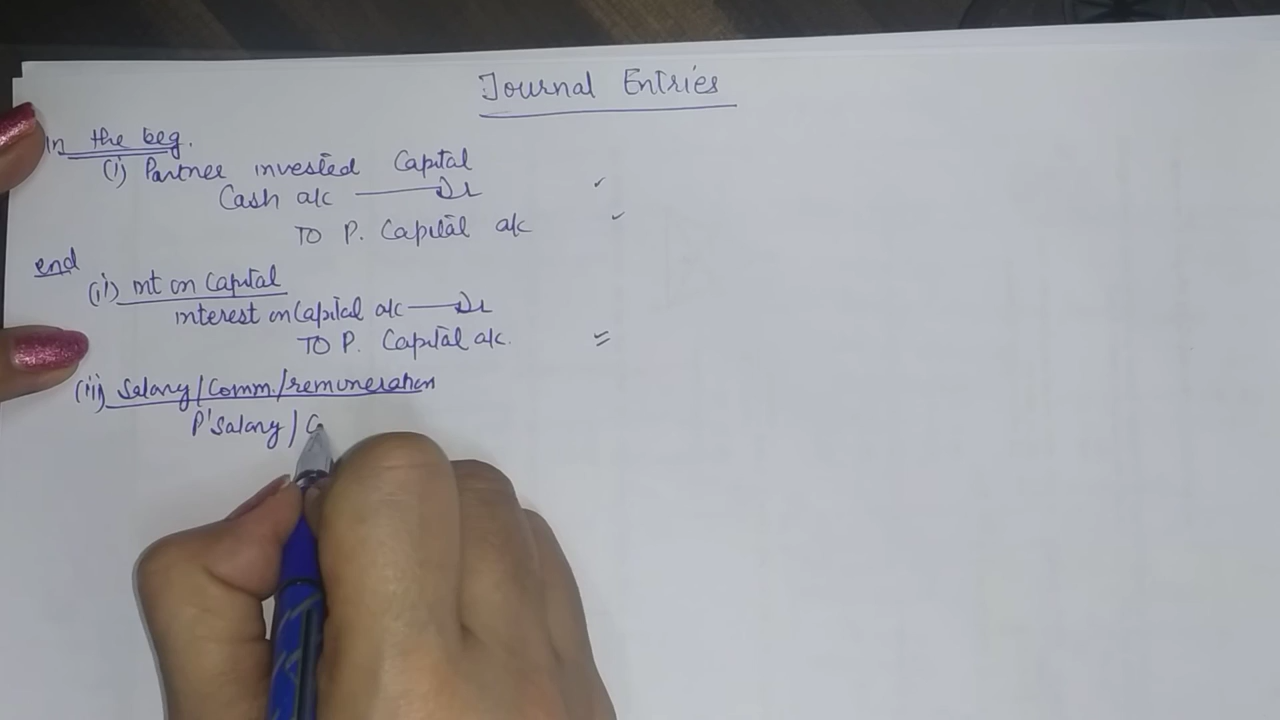 Journal Entries
In the beg.
(i) Partner invested Capital
Cash a/c ——— Dr
To P. Capital a/c
end
(ii) int on Capital
interest on Capital a/c —— Dr
To P. Capital a/c.
(iii) Salary/Comm./remuneration
P' Salary / C